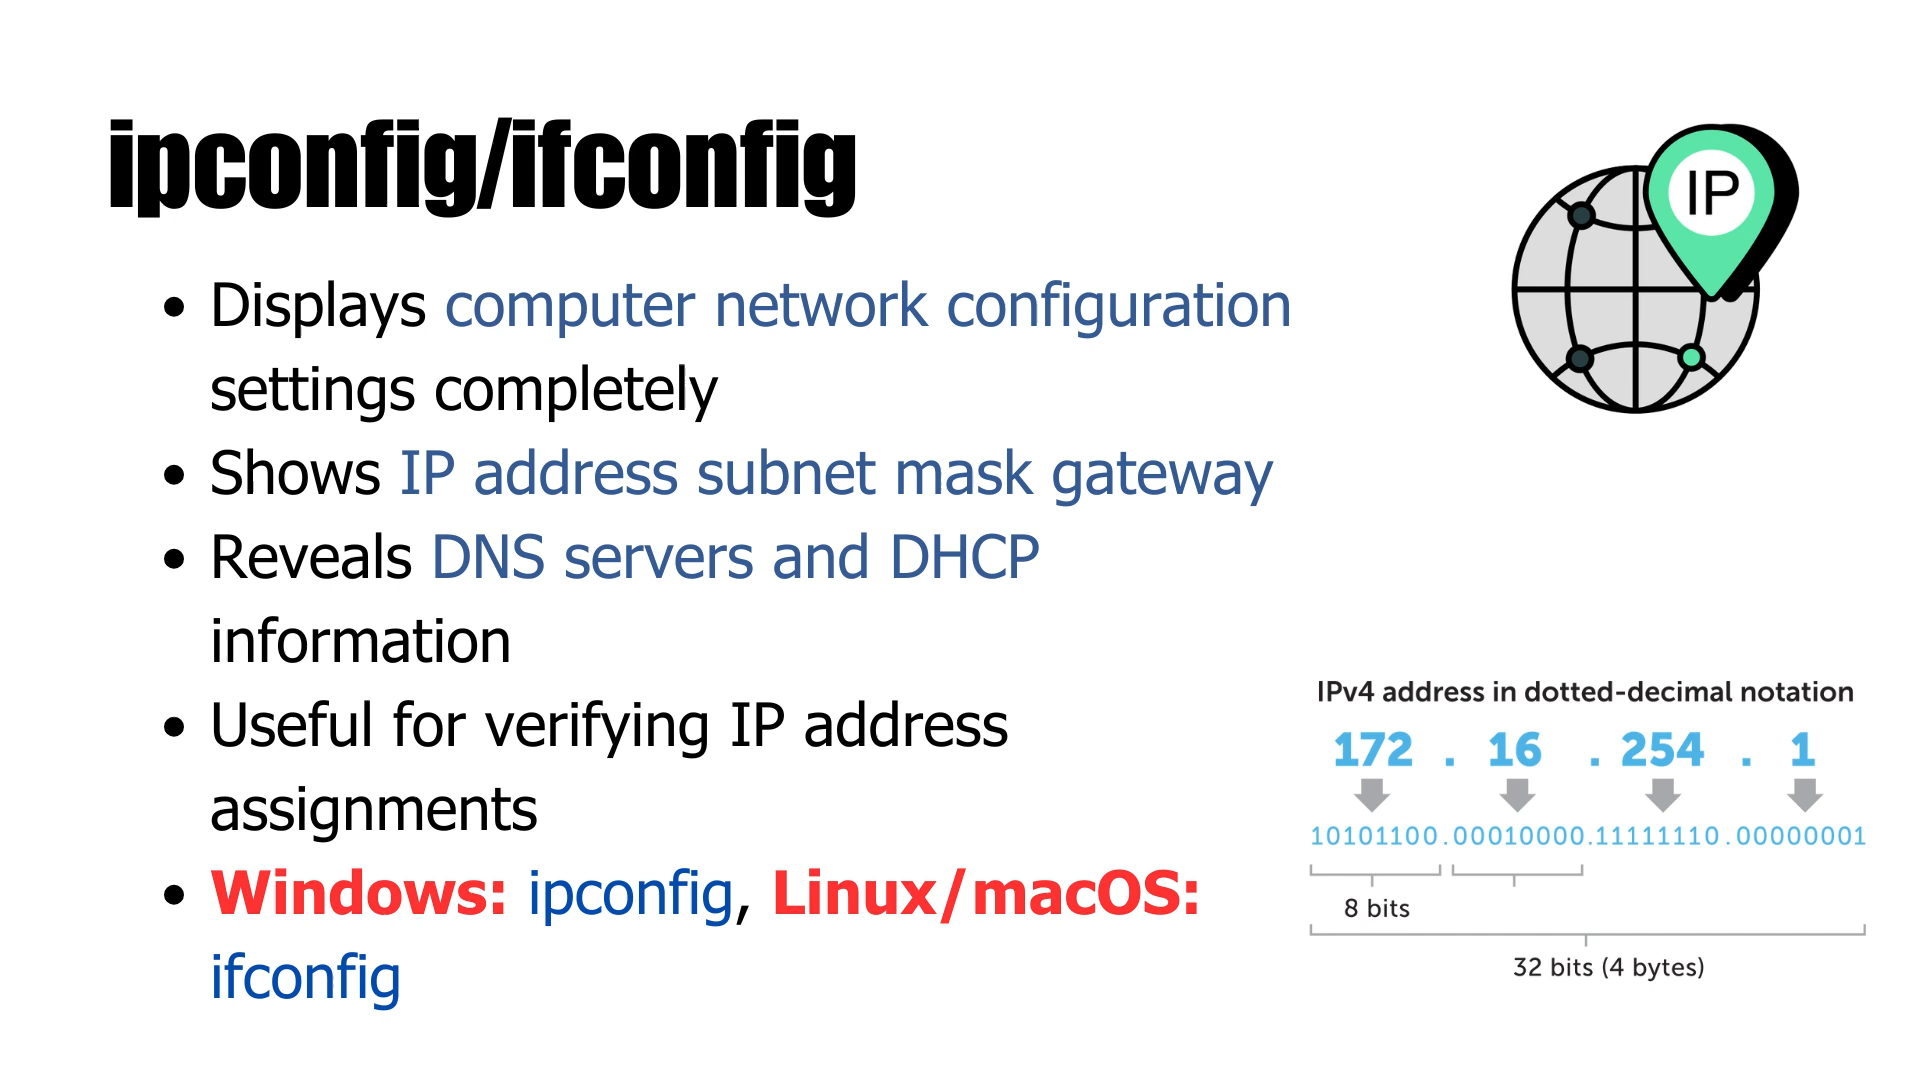 ipconfig/ifconfig
IP
• Displays computer network configuration
settings completely
• Shows IP address subnet mask gateway
• Reveals DNS servers and DHCP
information
• Useful for verifying IP address
assignments
• Windows: ipconfig, Linux/macOS:
ifconfig
IPv4 address in dotted-decimal notation
172 . 16 . 254 . 1
10101100.00010000.11111110.00000001
8 bits
32 bits (4 bytes)